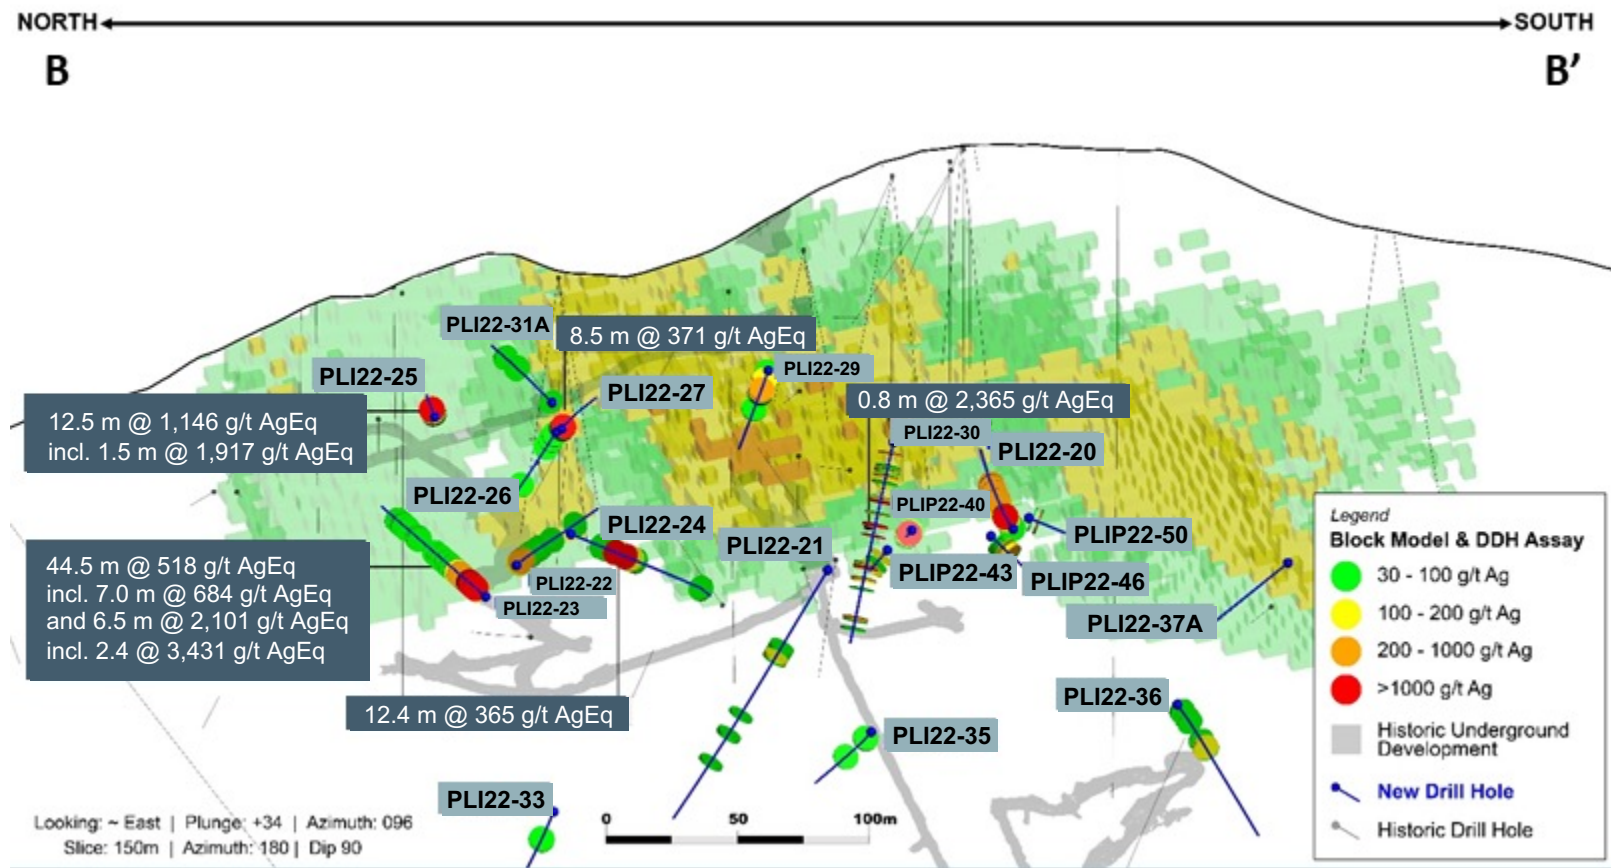 NORTH
SOUTH
B
B’
PLI22-31A
8.5 m @ 371 g/t AgEq
PLI22-25
PLI22-29
PLI22-27
12.5 m @ 1,146 g/t AgEq
incl. 1.5 m @ 1,917 g/t AgEq
0.8 m @ 2,365 g/t AgEq
PLI22-30
PLI22-20
PLI22-26
PLIP22-40
PLI22-24
PLI22-21
PLIP22-50
44.5 m @ 518 g/t AgEq
incl. 7.0 m @ 684 g/t AgEq
and 6.5 m @ 2,101 g/t AgEq
incl. 2.4 @ 3,431 g/t AgEq
PLI22-22
PLI22-23
PLIP22-43
PLIP22-46
PLI22-37A
12.4 m @ 365 g/t AgEq
PLI22-36
PLI22-35
PLI22-33
Legend
Block Model & DDH Assay
30 - 100 g/t Ag
100 - 200 g/t Ag
200 - 1000 g/t Ag
>1000 g/t Ag
Historic Underground
Development
New Drill Hole
Historic Drill Hole
0 50 100m
Looking: ~ East | Plunge: +34 | Azimuth: 096
Slice: 150m | Azimuth: 180 | Dip 90